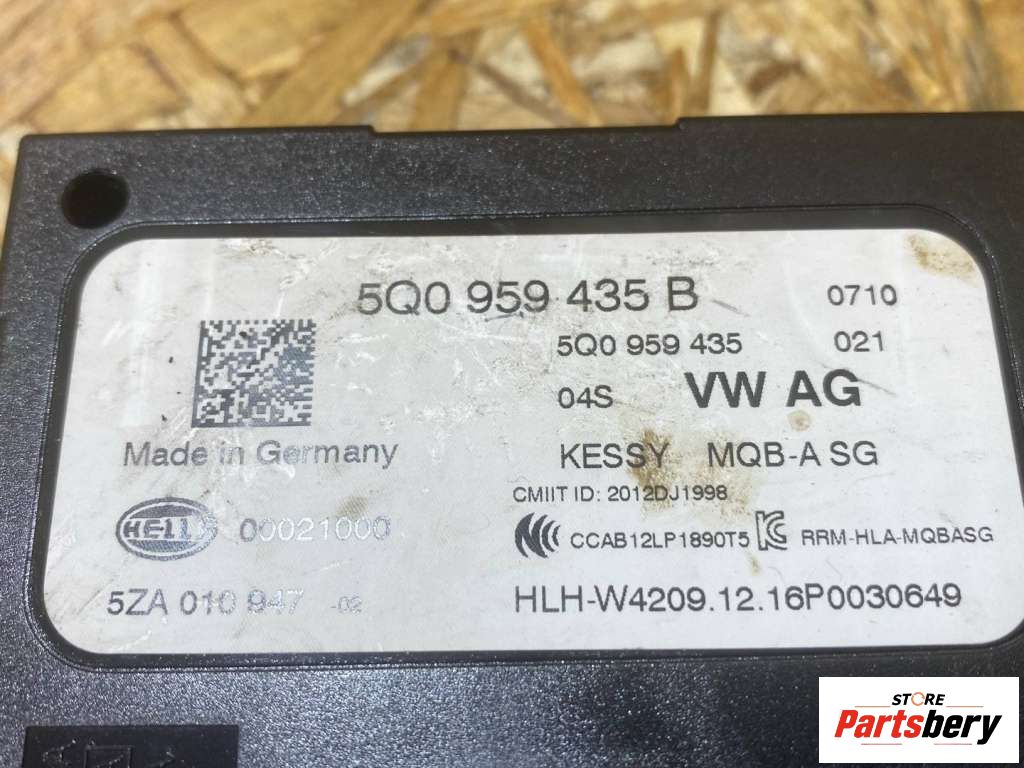 5Q0 959 435 B 0710
5Q0 959 435 021
04S VW AG
Made in Germany
KESSY MQB-A SG
CMIIT ID: 2012DJ1998
HELLA 00021000
CCAB12LP1890T5 RRM-HLA-MQBASG
5ZA 010 947 -02
HLH-W4209.12.16P0030649
STORE
Partsbery